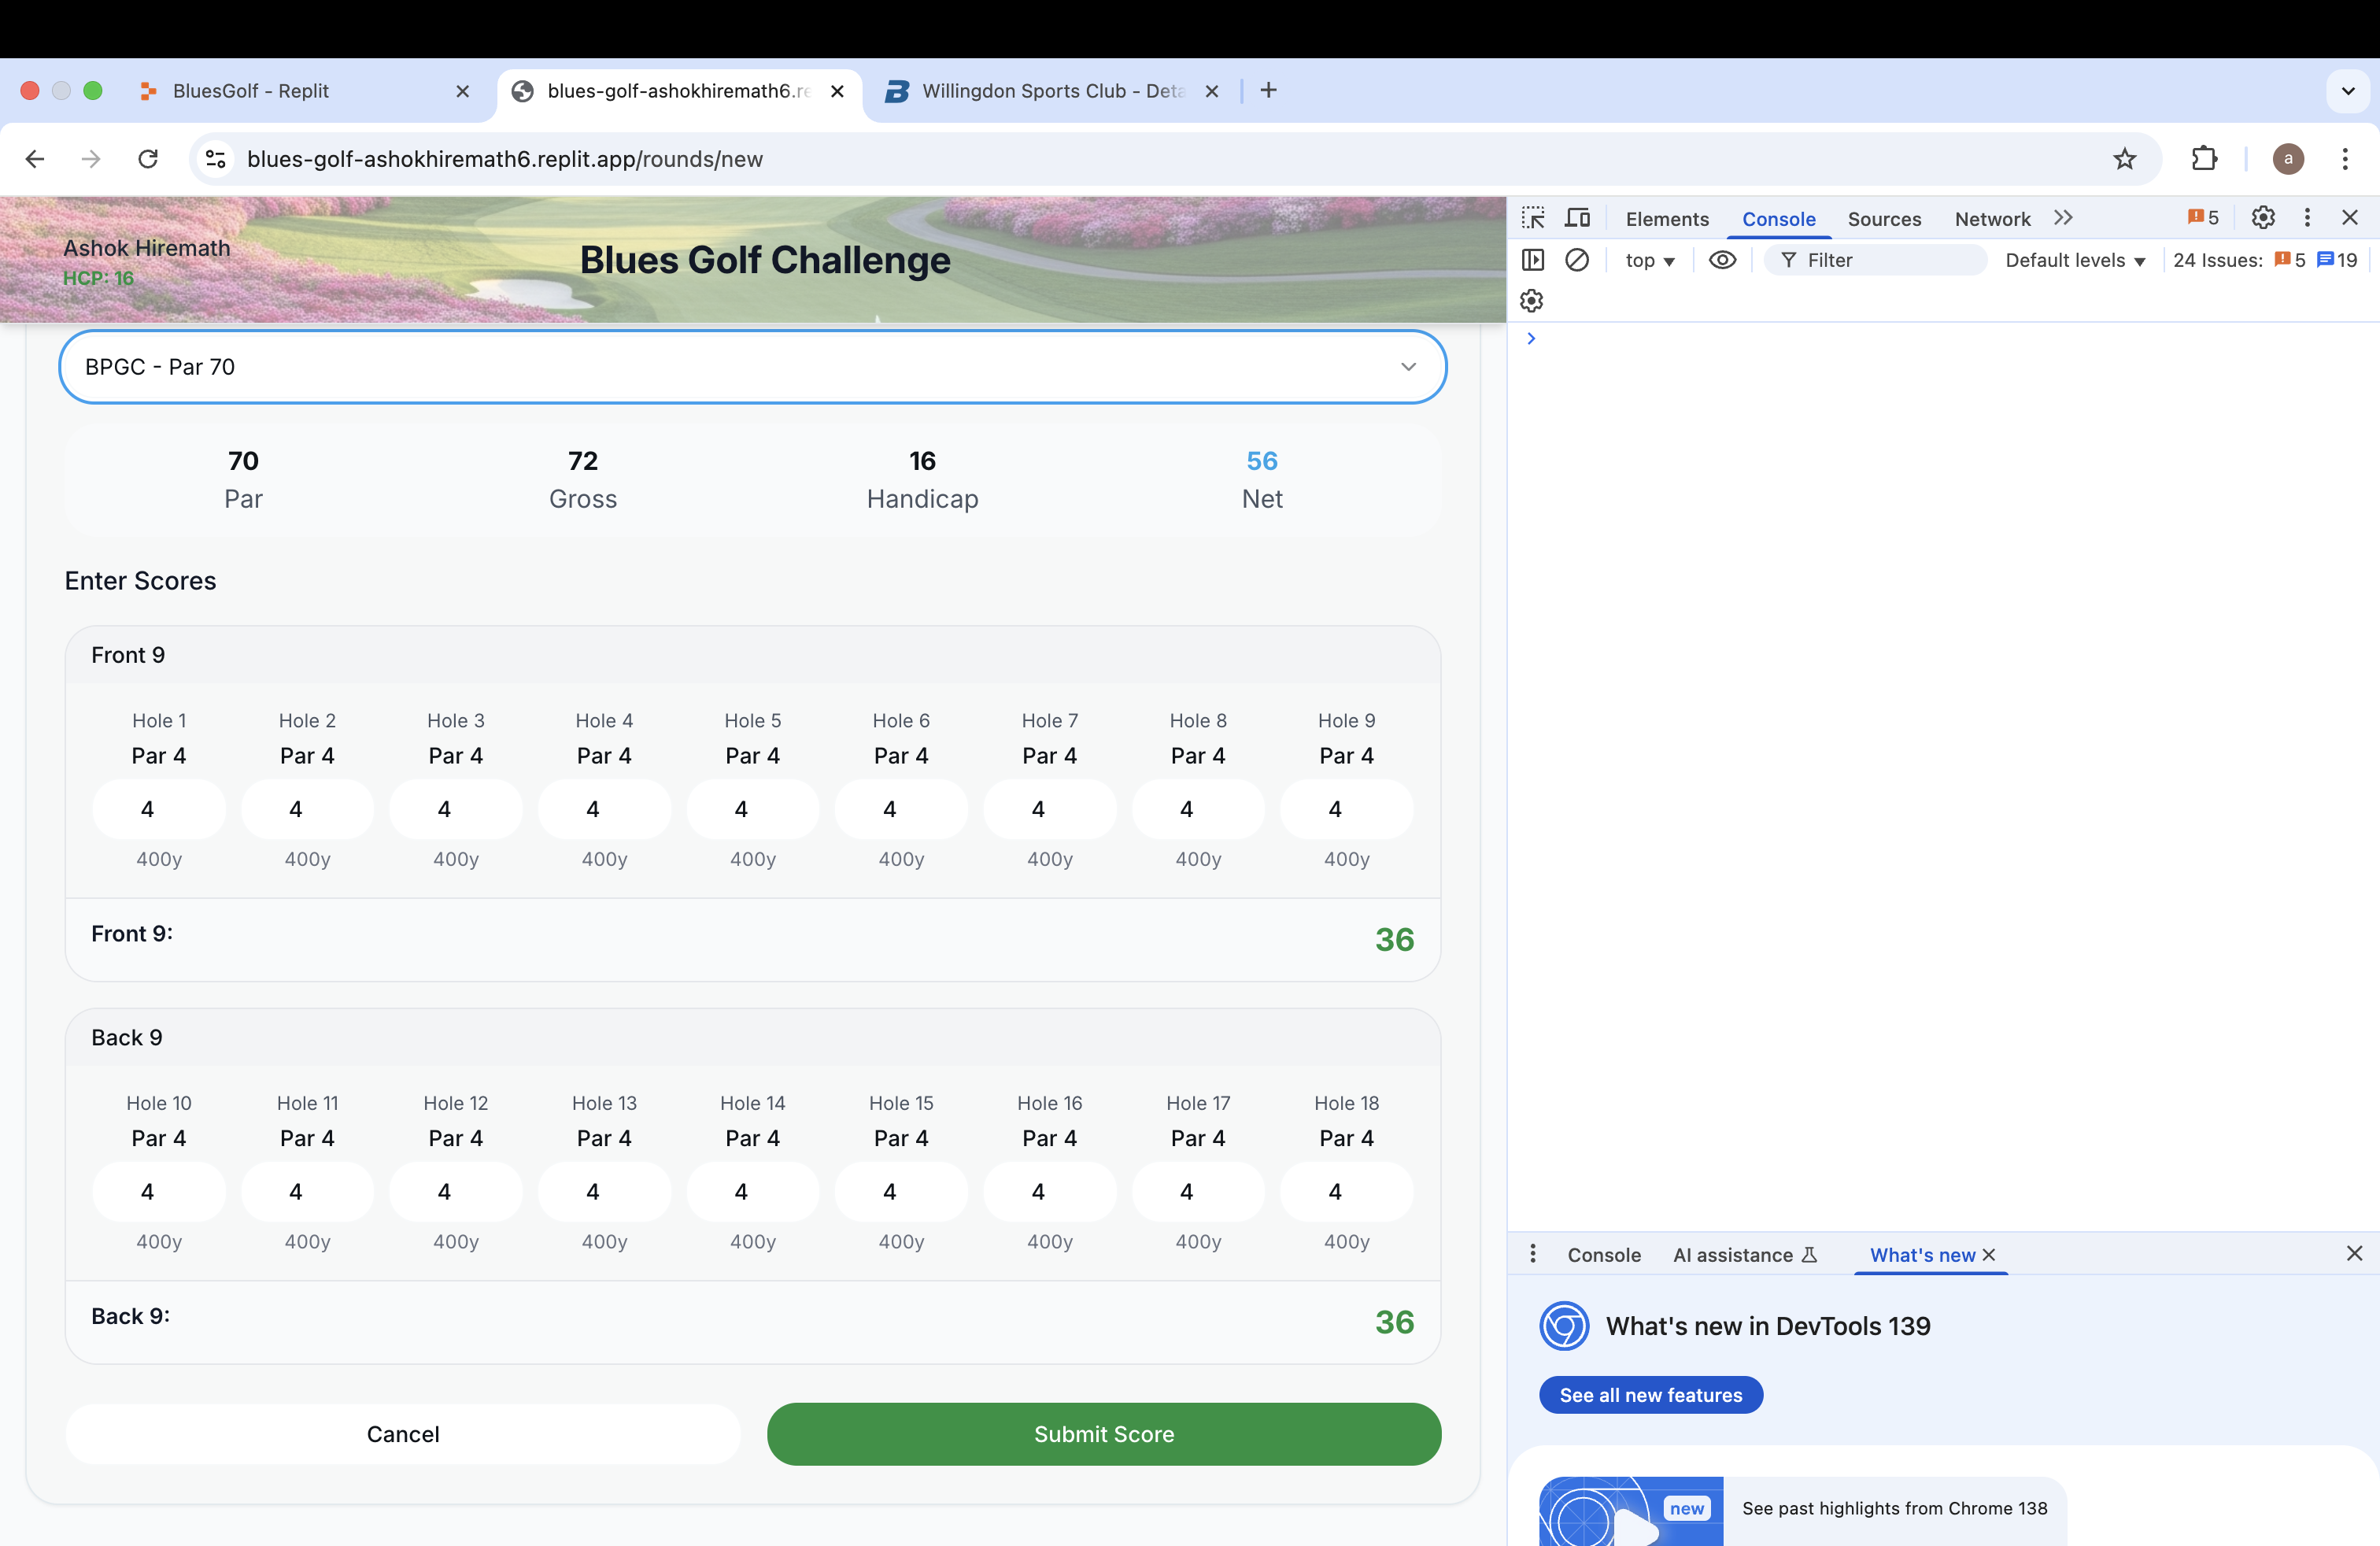 BluesGolf - Replit
blues-golf-ashokhiremath6.re
Willingdon Sports Club - Deta
blues-golf-ashokhiremath6.replit.app/rounds/new
a
Ashok Hiremath
HCP: 16
Blues Golf Challenge
BPGC - Par 70
70 72 16 56
Par Gross Handicap Net
Enter Scores
Front 9
Hole 1 Hole 2 Hole 3 Hole 4 Hole 5 Hole 6 Hole 7 Hole 8 Hole 9
Par 4 Par 4 Par 4 Par 4 Par 4 Par 4 Par 4 Par 4 Par 4
4 4 4 4 4 4 4 4 4
400y 400y 400y 400y 400y 400y 400y 400y 400y
Front 9: 36
Back 9
Hole 10 Hole 11 Hole 12 Hole 13 Hole 14 Hole 15 Hole 16 Hole 17 Hole 18
Par 4 Par 4 Par 4 Par 4 Par 4 Par 4 Par 4 Par 4 Par 4
4 4 4 4 4 4 4 4 4
400y 400y 400y 400y 400y 400y 400y 400y 400y
Back 9: 36
Cancel Submit Score
Elements Console Sources Network 5
top Filter Default levels 24 Issues: 5 19
Console AI assistance What's new
What's new in DevTools 139
See all new features
new
See past highlights from Chrome 138